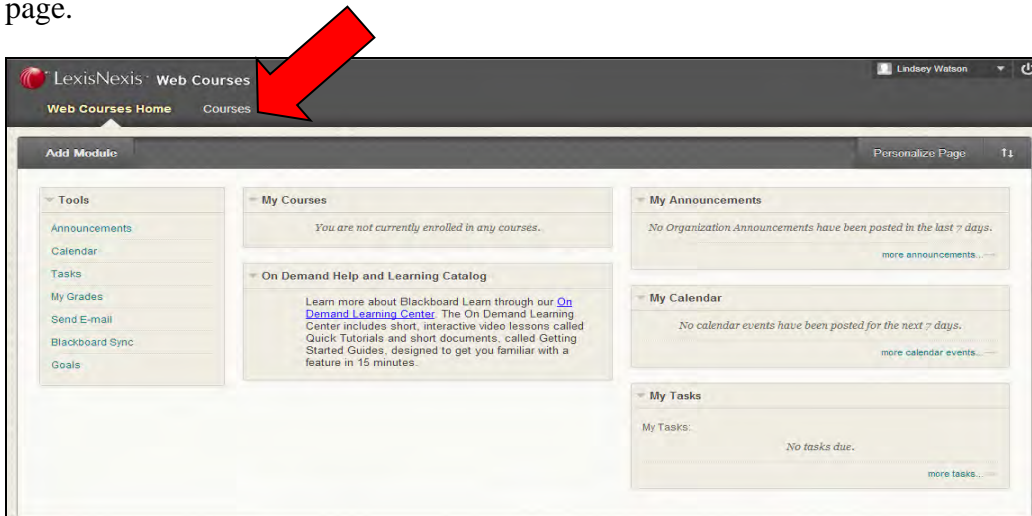 page.
LexisNexis® Web Courses
Lindsey Watson
Web Courses Home Courses
Add Module
Personalize Page
Tools
Announcements
Calendar
Tasks
My Grades
Send E-mail
Blackboard Sync
Goals
My Courses
You are not currently enrolled in any courses.
On Demand Help and Learning Catalog
Learn more about Blackboard Learn through our On
Demand Learning Center. The On Demand Learning
Center includes short, interactive video lessons called
Quick Tutorials and short documents, called Getting
Started Guides, designed to get you familiar with a
feature in 15 minutes.
My Announcements
No Organization Announcements have been posted in the last 7 days.
more announcements...
My Calendar
No calendar events have been posted for the next 7 days.
more calendar events...
My Tasks
My Tasks:
No tasks due.
more tasks...